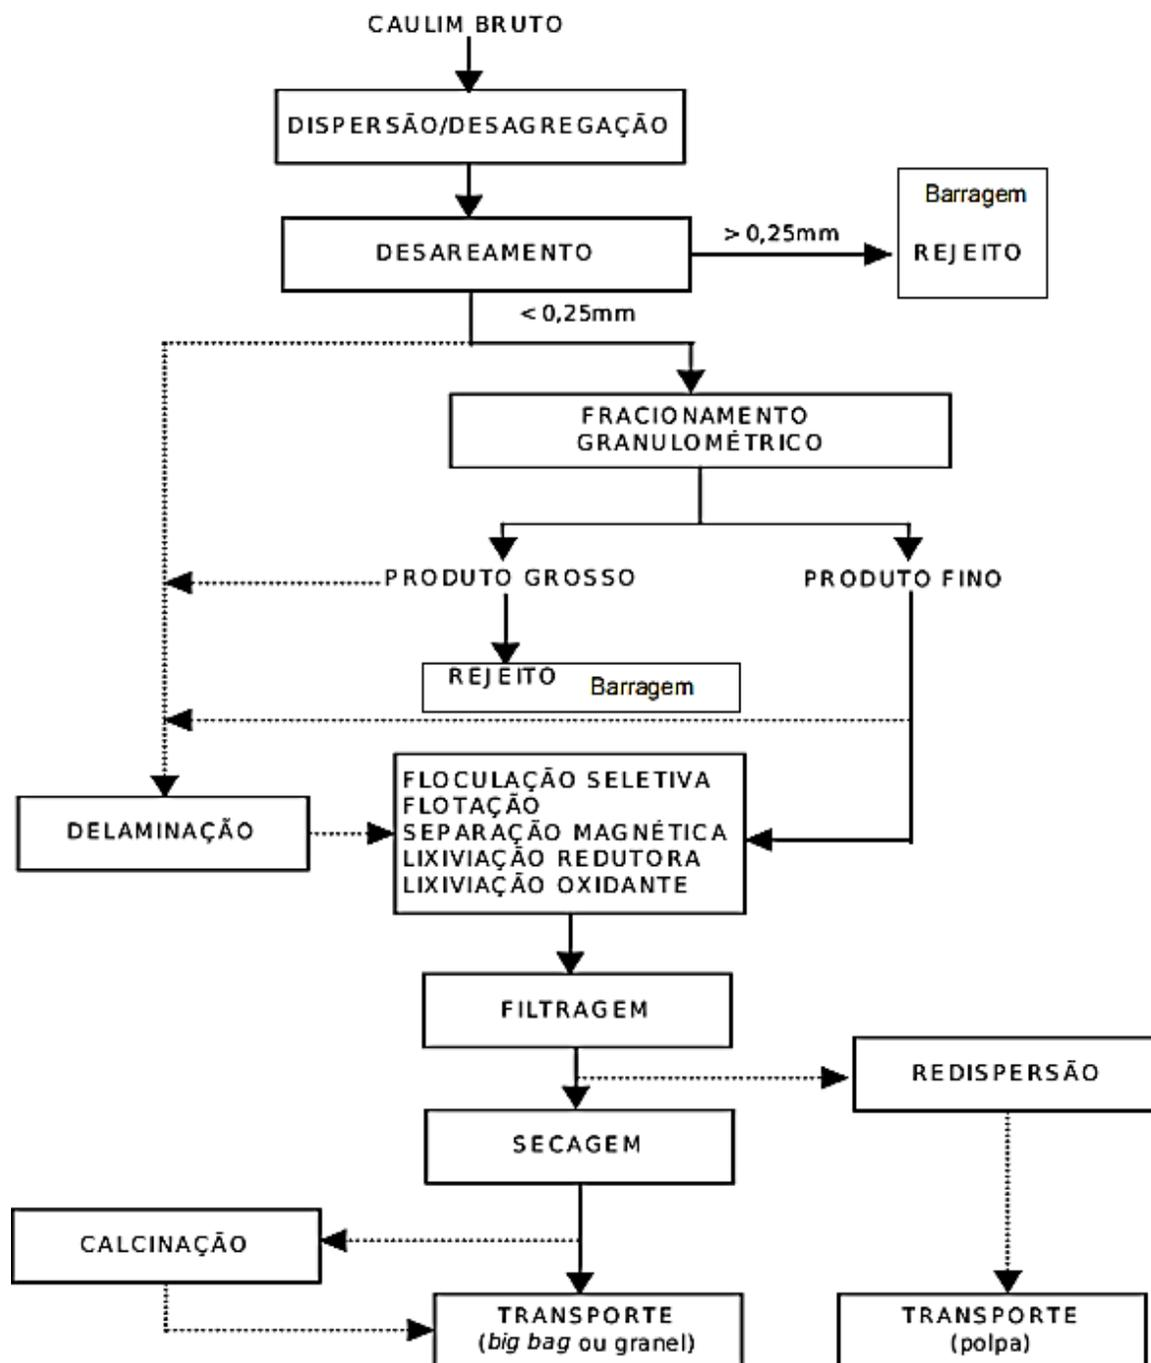 CAULIM BRUTO
DISPERSÃO/DESAGREGAÇÃO
Barragem
REJEITO
DESAREAMENTO
> 0,25mm
< 0,25mm
FRACIONAMENTO
GRANULOMÉTRICO
PRODUTO GROSSO
PRODUTO FINO
REJEITO Barragem
FLOCULAÇÃO SELETIVA
FLOTAÇÃO
SEPARAÇÃO MAGNÉTICA
LIXIVIAÇÃO REDUTORA
LIXIVIAÇÃO OXIDANTE
DELAMINAÇÃO
FILTRAGEM
REDISPERSÃO
SECAGEM
CALCINAÇÃO
TRANSPORTE
(big bag ou granel)
TRANSPORTE
(polpa)